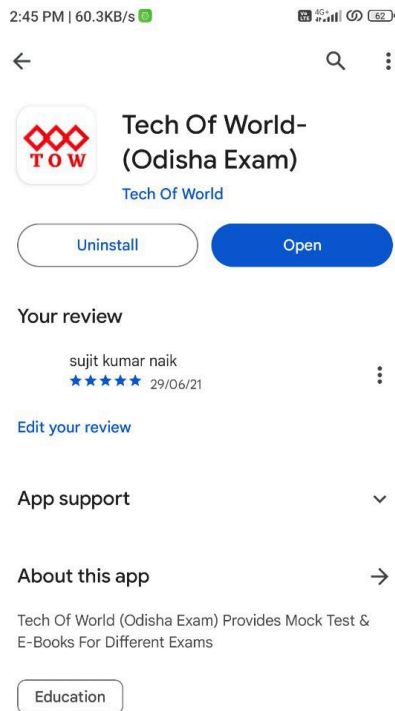 2:45 PM | 60.3KB/s
Vo LTE 4G+ 62
TOW
Tech Of World-
(Odisha Exam)
Tech Of World
Uninstall Open
Your review
sujit kumar naik
29/06/21
Edit your review
App support
About this app
Tech Of World (Odisha Exam) Provides Mock Test &
E-Books For Different Exams
Education